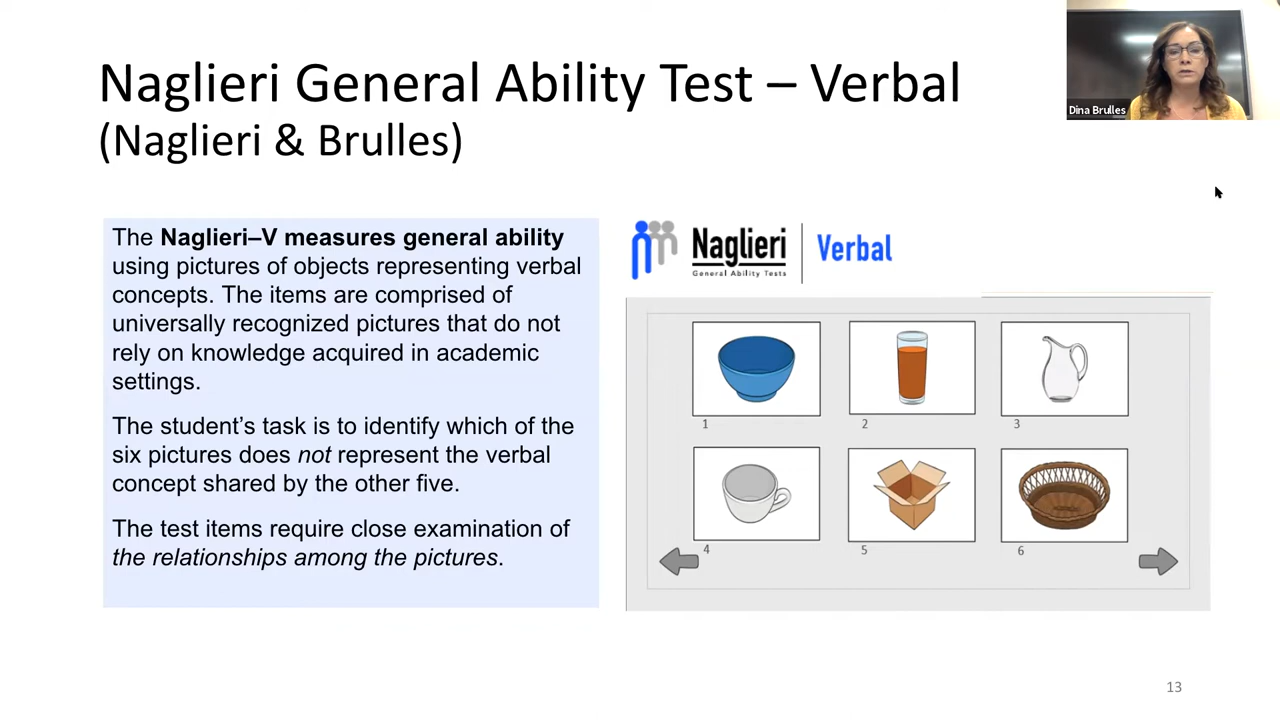 Naglieri General Ability Test – Verbal
(Naglieri & Brulles)
Dina Brulles
The Naglieri–V measures general ability
using pictures of objects representing verbal
concepts. The items are comprised of
universally recognized pictures that do not
rely on knowledge acquired in academic
settings.
The student’s task is to identify which of the
six pictures does not represent the verbal
concept shared by the other five.
The test items require close examination of
the relationships among the pictures.
Naglieri
General Ability Tests
Verbal
1
2
3
4
5
6
13